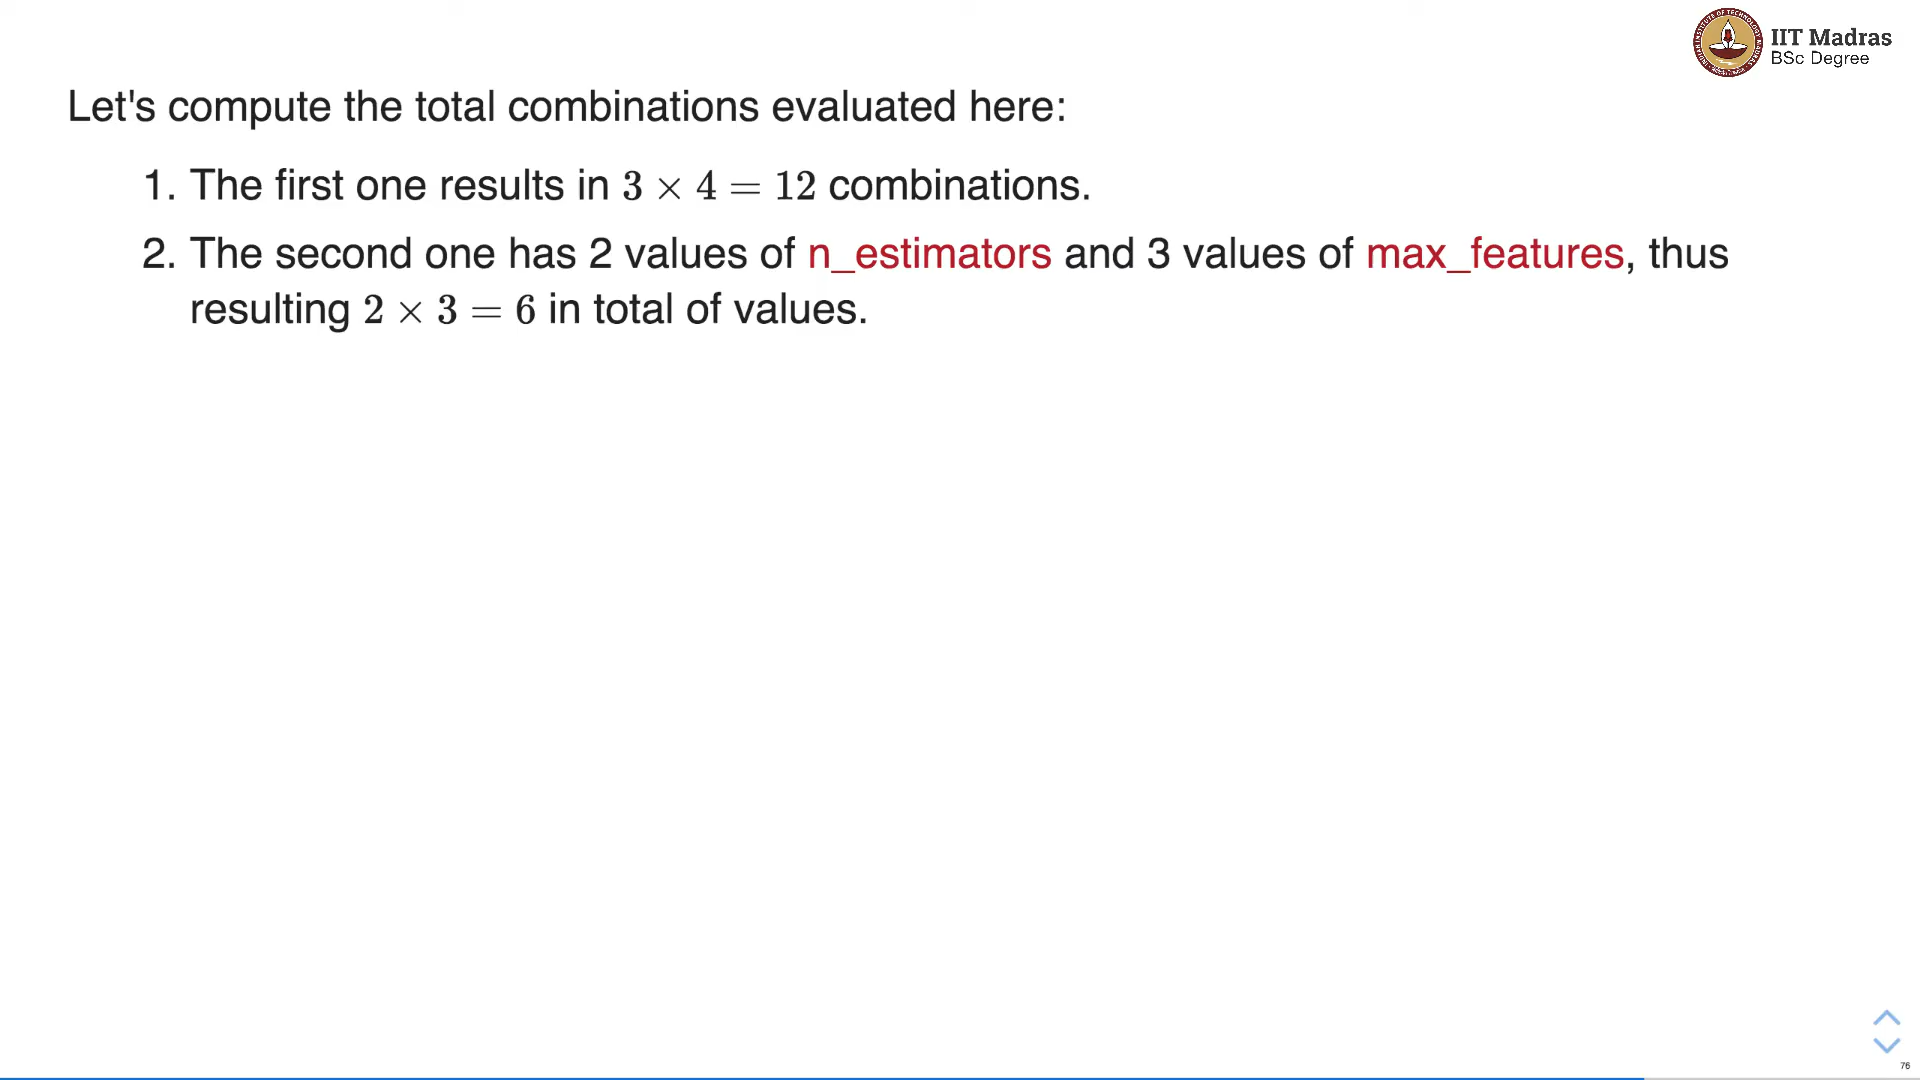 IIT Madras
BSc Degree
Let's compute the total combinations evaluated here:
1. The first one results in 3 × 4 = 12 combinations.
2. The second one has 2 values of n_estimators and 3 values of max_features, thus
resulting 2 × 3 = 6 in total of values.
76